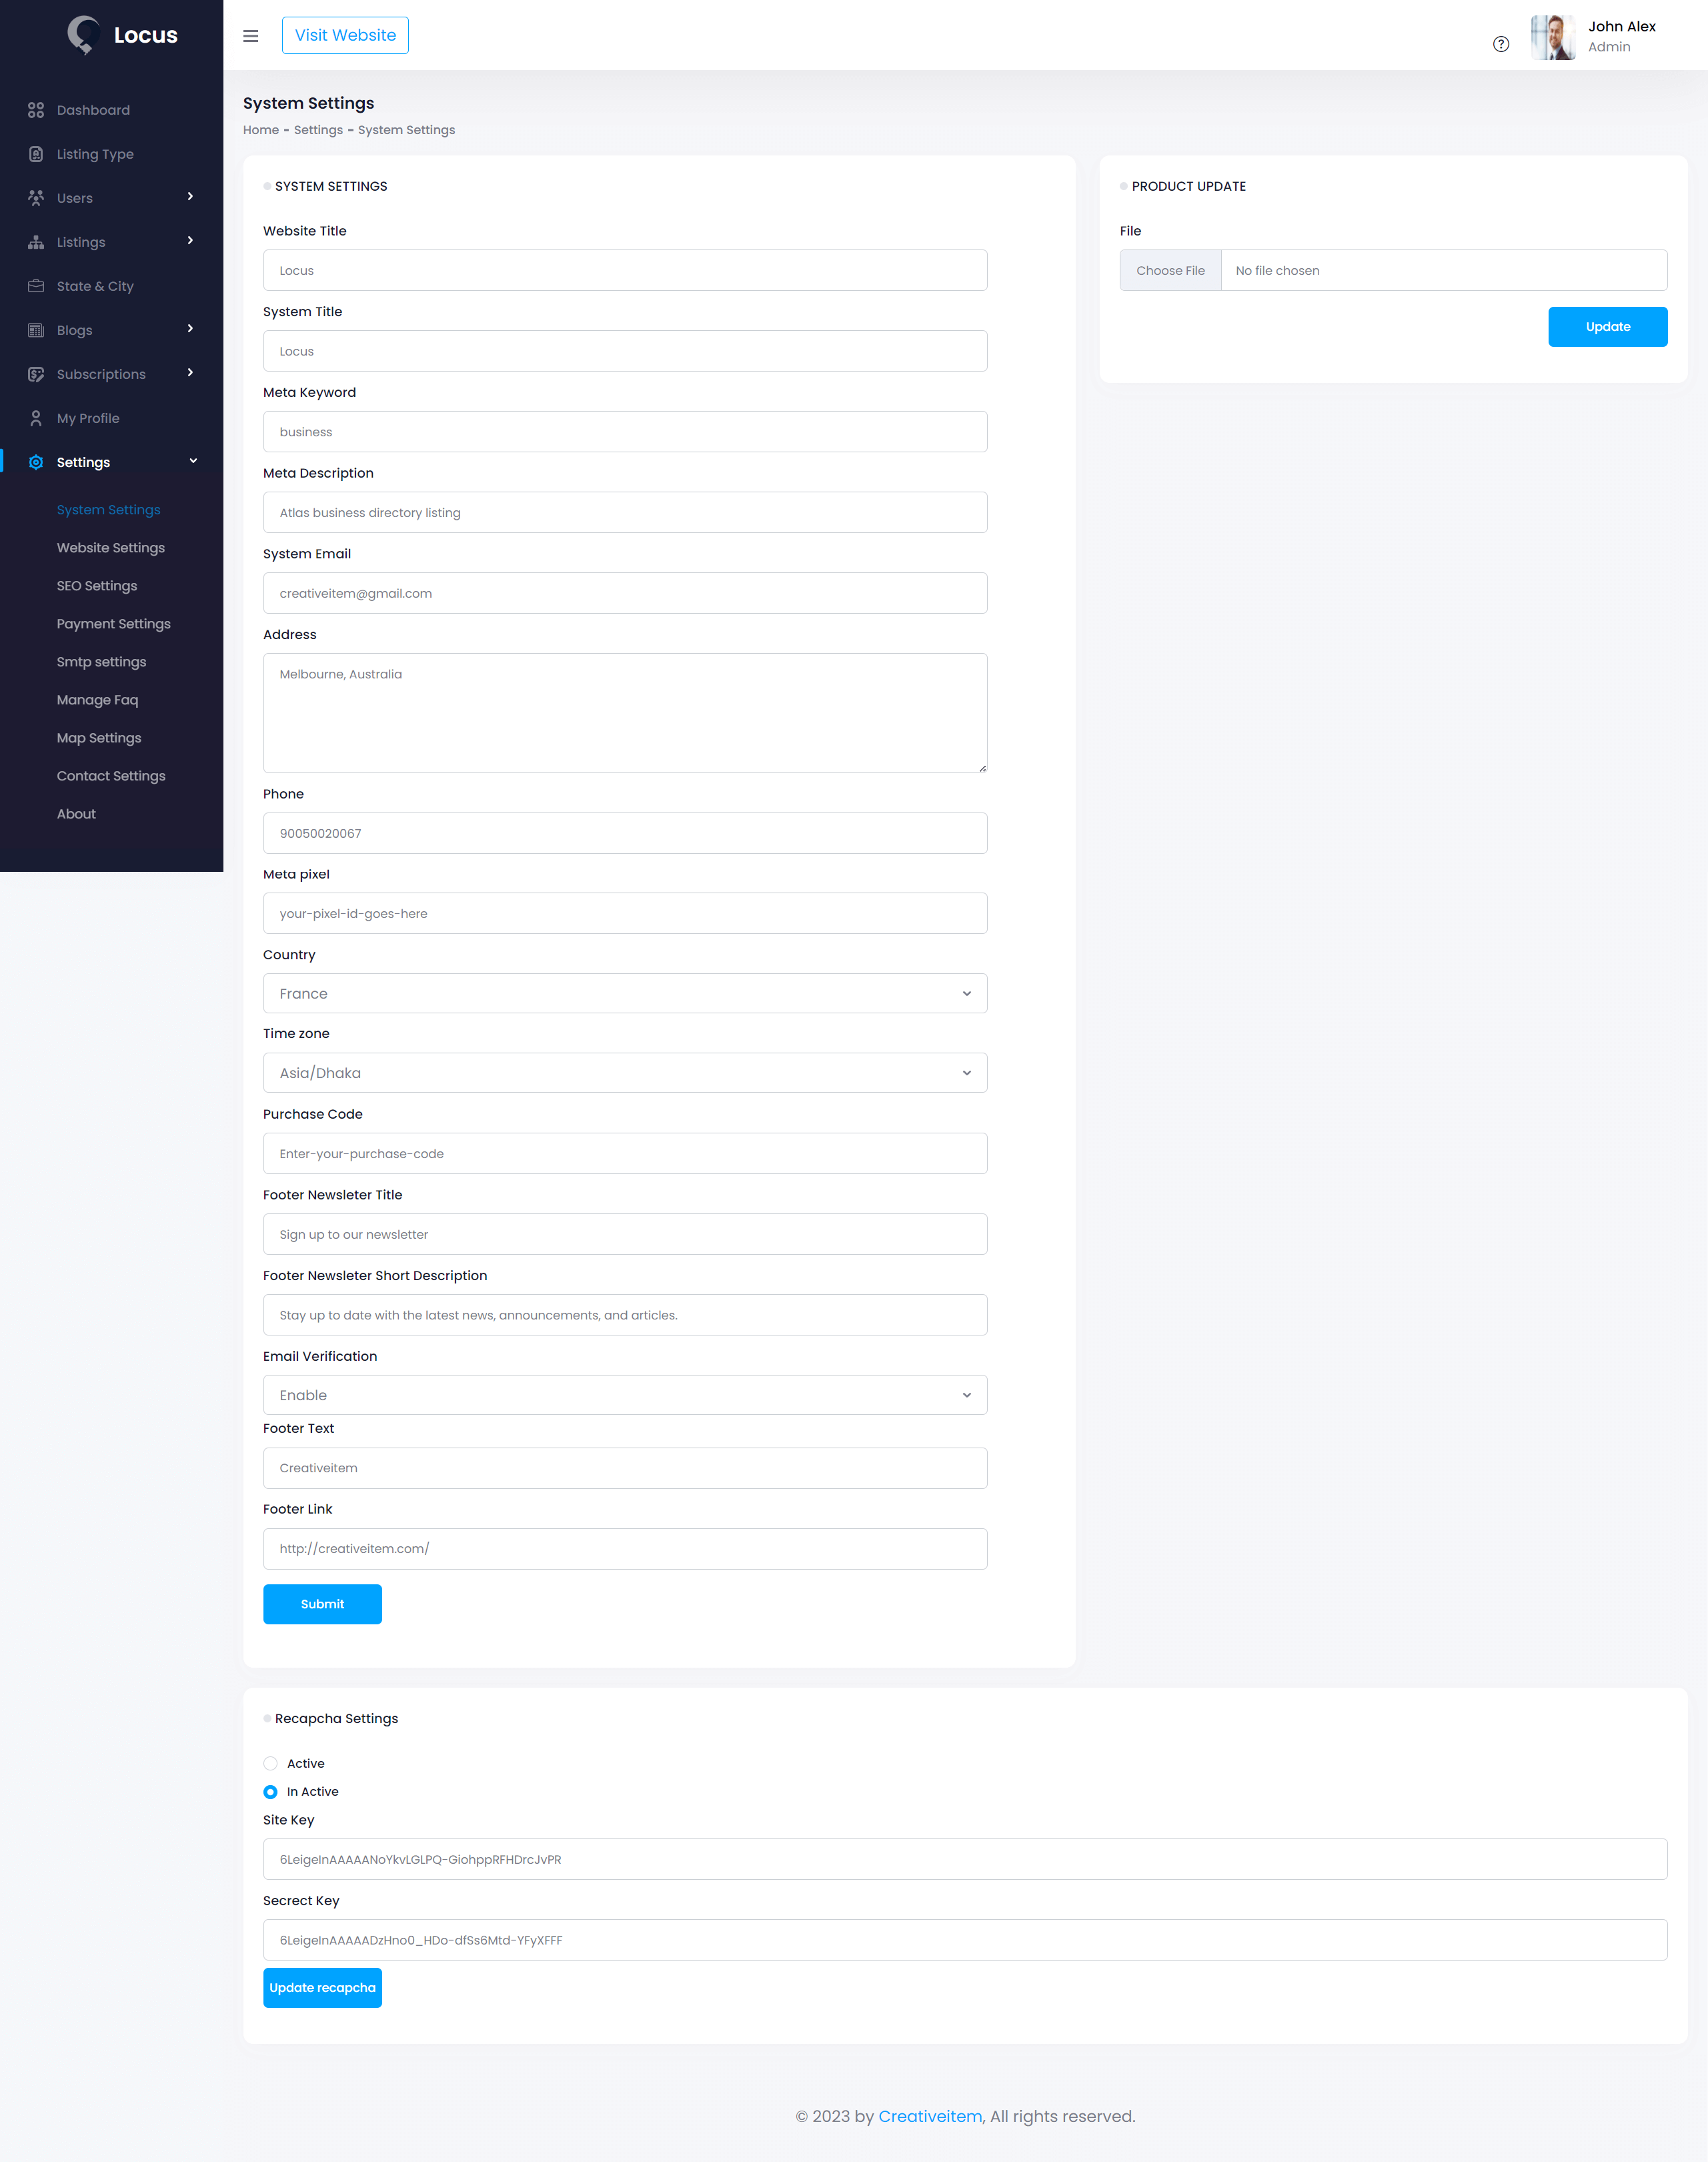 Locus
Visit Website
John Alex
Admin
Dashboard
Listing Type
Users
Listings
State & City
Blogs
Subscriptions
My Profile
Settings
System Settings
Website Settings
SEO Settings
Payment Settings
Smtp settings
Manage Faq
Map Settings
Contact Settings
About
System Settings
Home - Settings - System Settings
SYSTEM SETTINGS
Website Title
Locus
System Title
Locus
Meta Keyword
business
Meta Description
Atlas business directory listing
System Email
creativeitem@gmail.com
Address
Melbourne, Australia
Phone
90050020067
Meta pixel
your-pixel-id-goes-here
Country
France
Time zone
Asia/Dhaka
Purchase Code
Enter-your-purchase-code
Footer Newsleter Title
Sign up to our newsletter
Footer Newsleter Short Description
Stay up to date with the latest news, announcements, and articles.
Email Verification
Enable
Footer Text
Creativeitem
Footer Link
http://creativeitem.com/
Submit
PRODUCT UPDATE
File
Choose File No file chosen
Update
Recapcha Settings
Active
In Active
Site Key
6LeigeInAAAAANoYkvLGLPQ-GiohppRFHDrcJvPR
Secrect Key
6LeigeInAAAAADzHno0_HDo-dfSs6Mtd-YFyXFFF
Update recapcha
© 2023 by Creativeitem, All rights reserved.